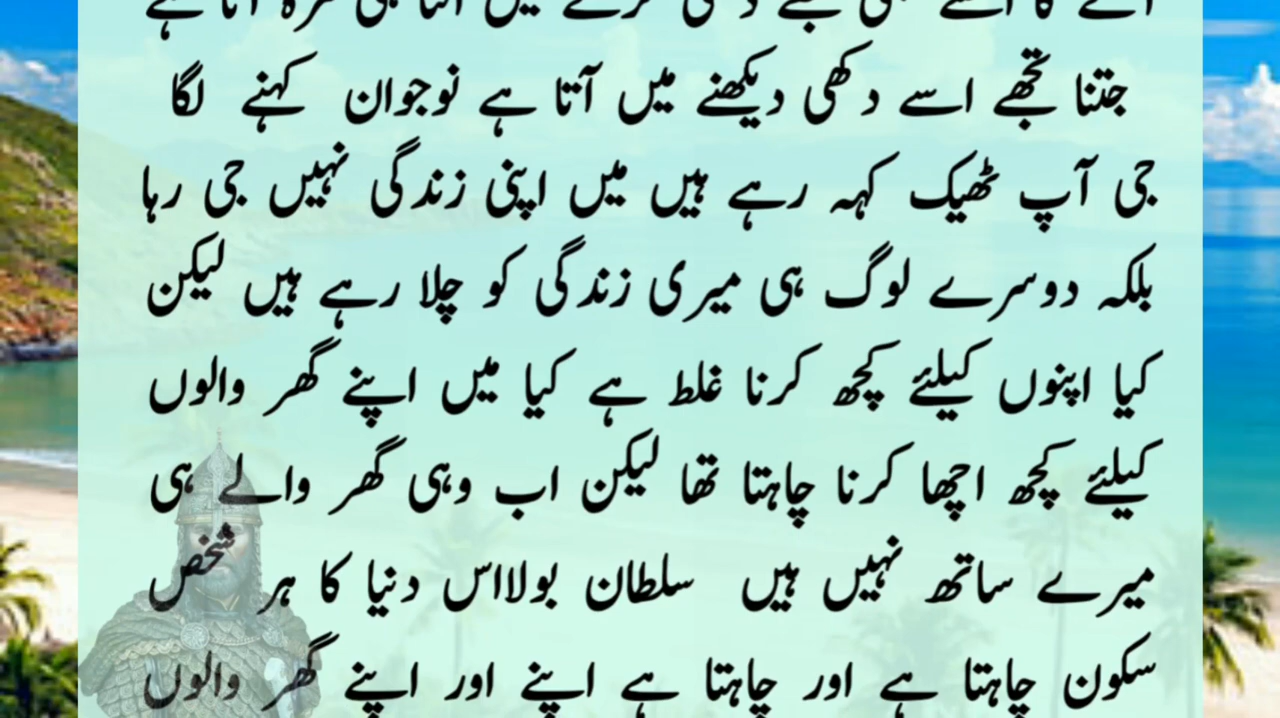 جتنا تجھے اسے دکھی دیکھنے میں آتا ہے نوجوان کہنے لگا
جی آپ ٹھیک کہہ رہے ہیں میں اپنی زندگی نہیں جی رہا
بلکہ دوسرے لوگ ہی میری زندگی کو چلا رہے ہیں لیکن
کیا اپنوں کیلئے کچھ کرنا غلط ہے کیا میں اپنے گھر والوں
کیلئے کچھ اچھا کرنا چاہتا تھا لیکن اب وہی گھر والے ہی
میرے ساتھ نہیں ہیں سلطان بولااس دنیا کا ہر شخص
سکون چاہتا ہے اور چاہتا ہے اپنے اور اپنے گھر والوں